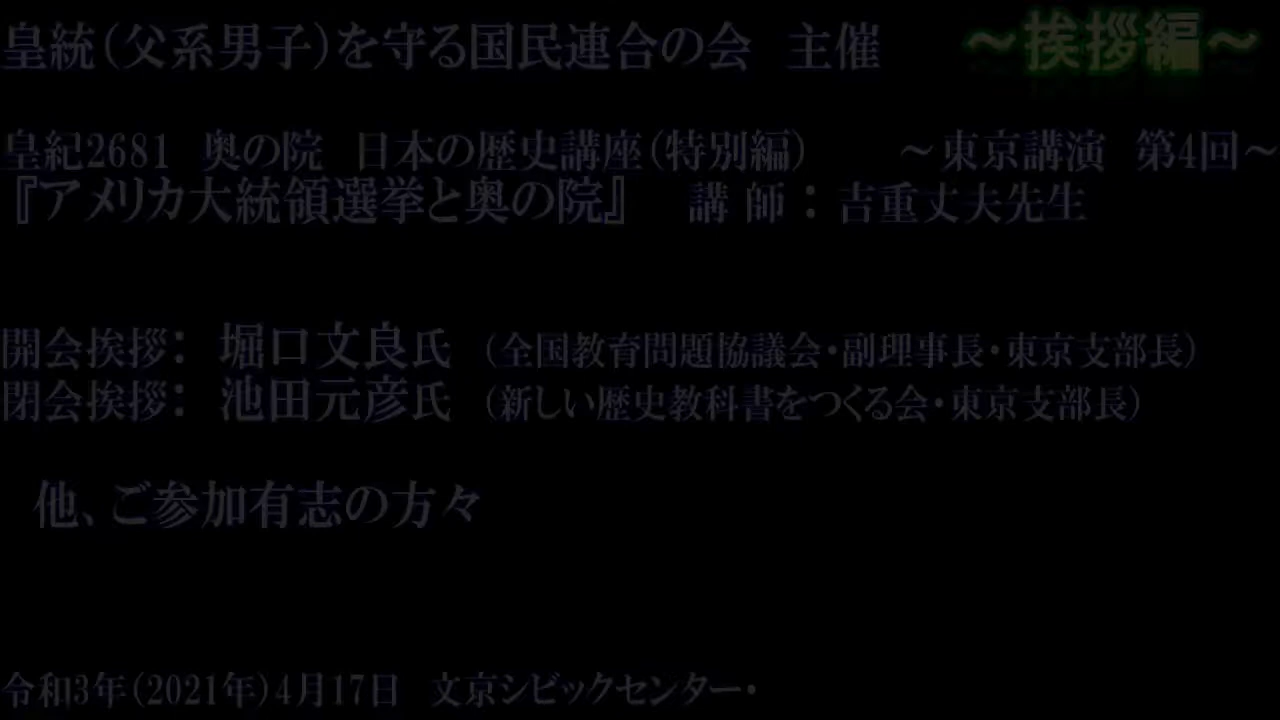 皇統（父系男子）を守る国民連合の会　主催　～挨拶編～
皇紀2681　奥の院　日本の歴史講座（特別編）　～東京講演　第4回～
『アメリカ大統領選挙と奥の院』　講 師 ： 吉重丈夫先生
開会挨拶：　堀口文良氏　（全国教育問題協議会・副理事長・東京支部長）
閉会挨拶：　池田元彦氏　（新しい歴史教科書をつくる会・東京支部長）
他、ご参加有志の方々
令和3年（2021年）4月17日　文京シビックセンター・